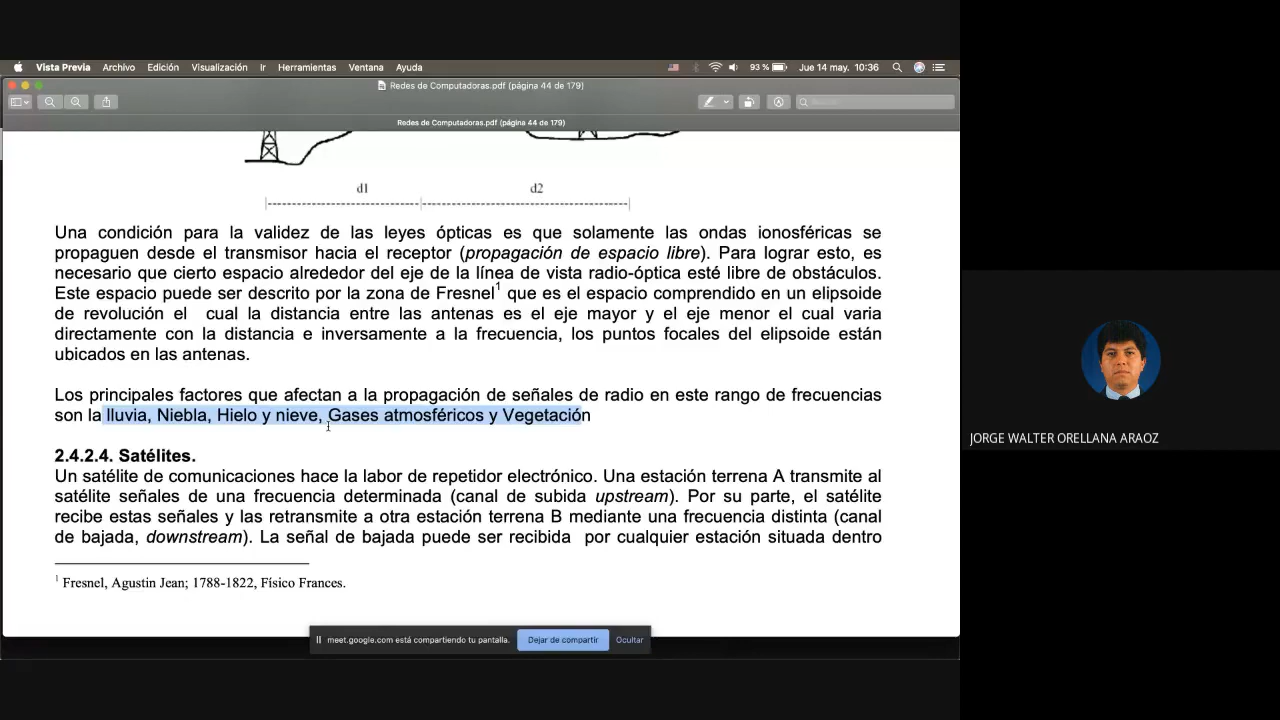 Vista Previa Archivo Edición Visualización Ir Herramientas Ventana Ayuda 93 % Jue 14 may. 10:36
Redes de Computadoras.pdf (página 44 de 179)
Redes de Computadoras.pdf (página 44 de 179)
d1 d2
Una condición para la validez de las leyes ópticas es que solamente las ondas ionosféricas se
propaguen desde el transmisor hacia el receptor (propagación de espacio libre). Para lograr esto, es
necesario que cierto espacio alrededor del eje de la línea de vista radio-óptica esté libre de obstáculos.
Este espacio puede ser descrito por la zona de Fresnel1 que es el espacio comprendido en un elipsoide
de revolución el cual la distancia entre las antenas es el eje mayor y el eje menor el cual varia
directamente con la distancia e inversamente a la frecuencia, los puntos focales del elipsoide están
ubicados en las antenas.
Los principales factores que afectan a la propagación de señales de radio en este rango de frecuencias
son la lluvia, Niebla, Hielo y nieve, Gases atmosféricos y Vegetación
2.4.2.4. Satélites.
Un satélite de comunicaciones hace la labor de repetidor electrónico. Una estación terrena A transmite al
satélite señales de una frecuencia determinada (canal de subida upstream). Por su parte, el satélite
recibe estas señales y las retransmite a otra estación terrena B mediante una frecuencia distinta (canal
de bajada, downstream). La señal de bajada puede ser recibida por cualquier estación situada dentro
1 Fresnel, Agustin Jean; 1788-1822, Físico Frances.
meet.google.com está compartiendo tu pantalla. Dejar de compartir Ocultar
JORGE WALTER ORELLANA ARAOZ